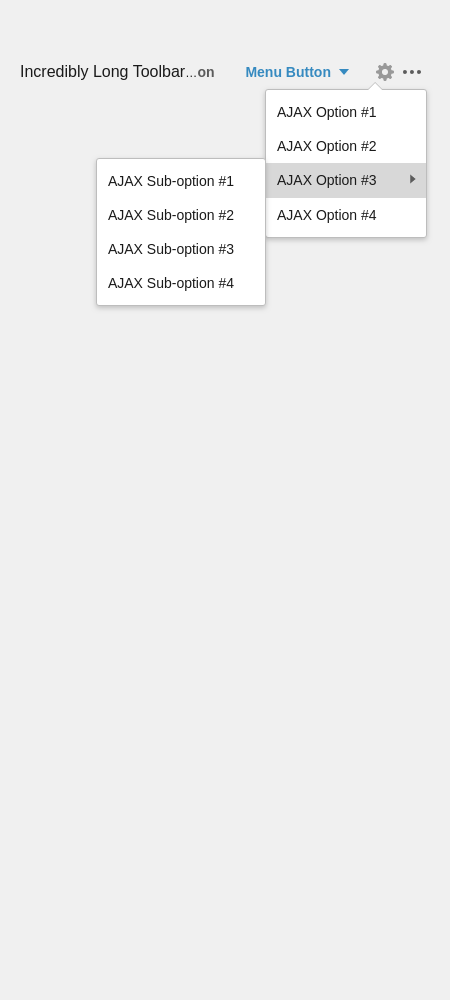 Incredibly Long Toolbar...on Menu Button
AJAX Option #1
AJAX Option #2
AJAX Option #3
AJAX Option #4
AJAX Sub-option #1
AJAX Sub-option #2
AJAX Sub-option #3
AJAX Sub-option #4